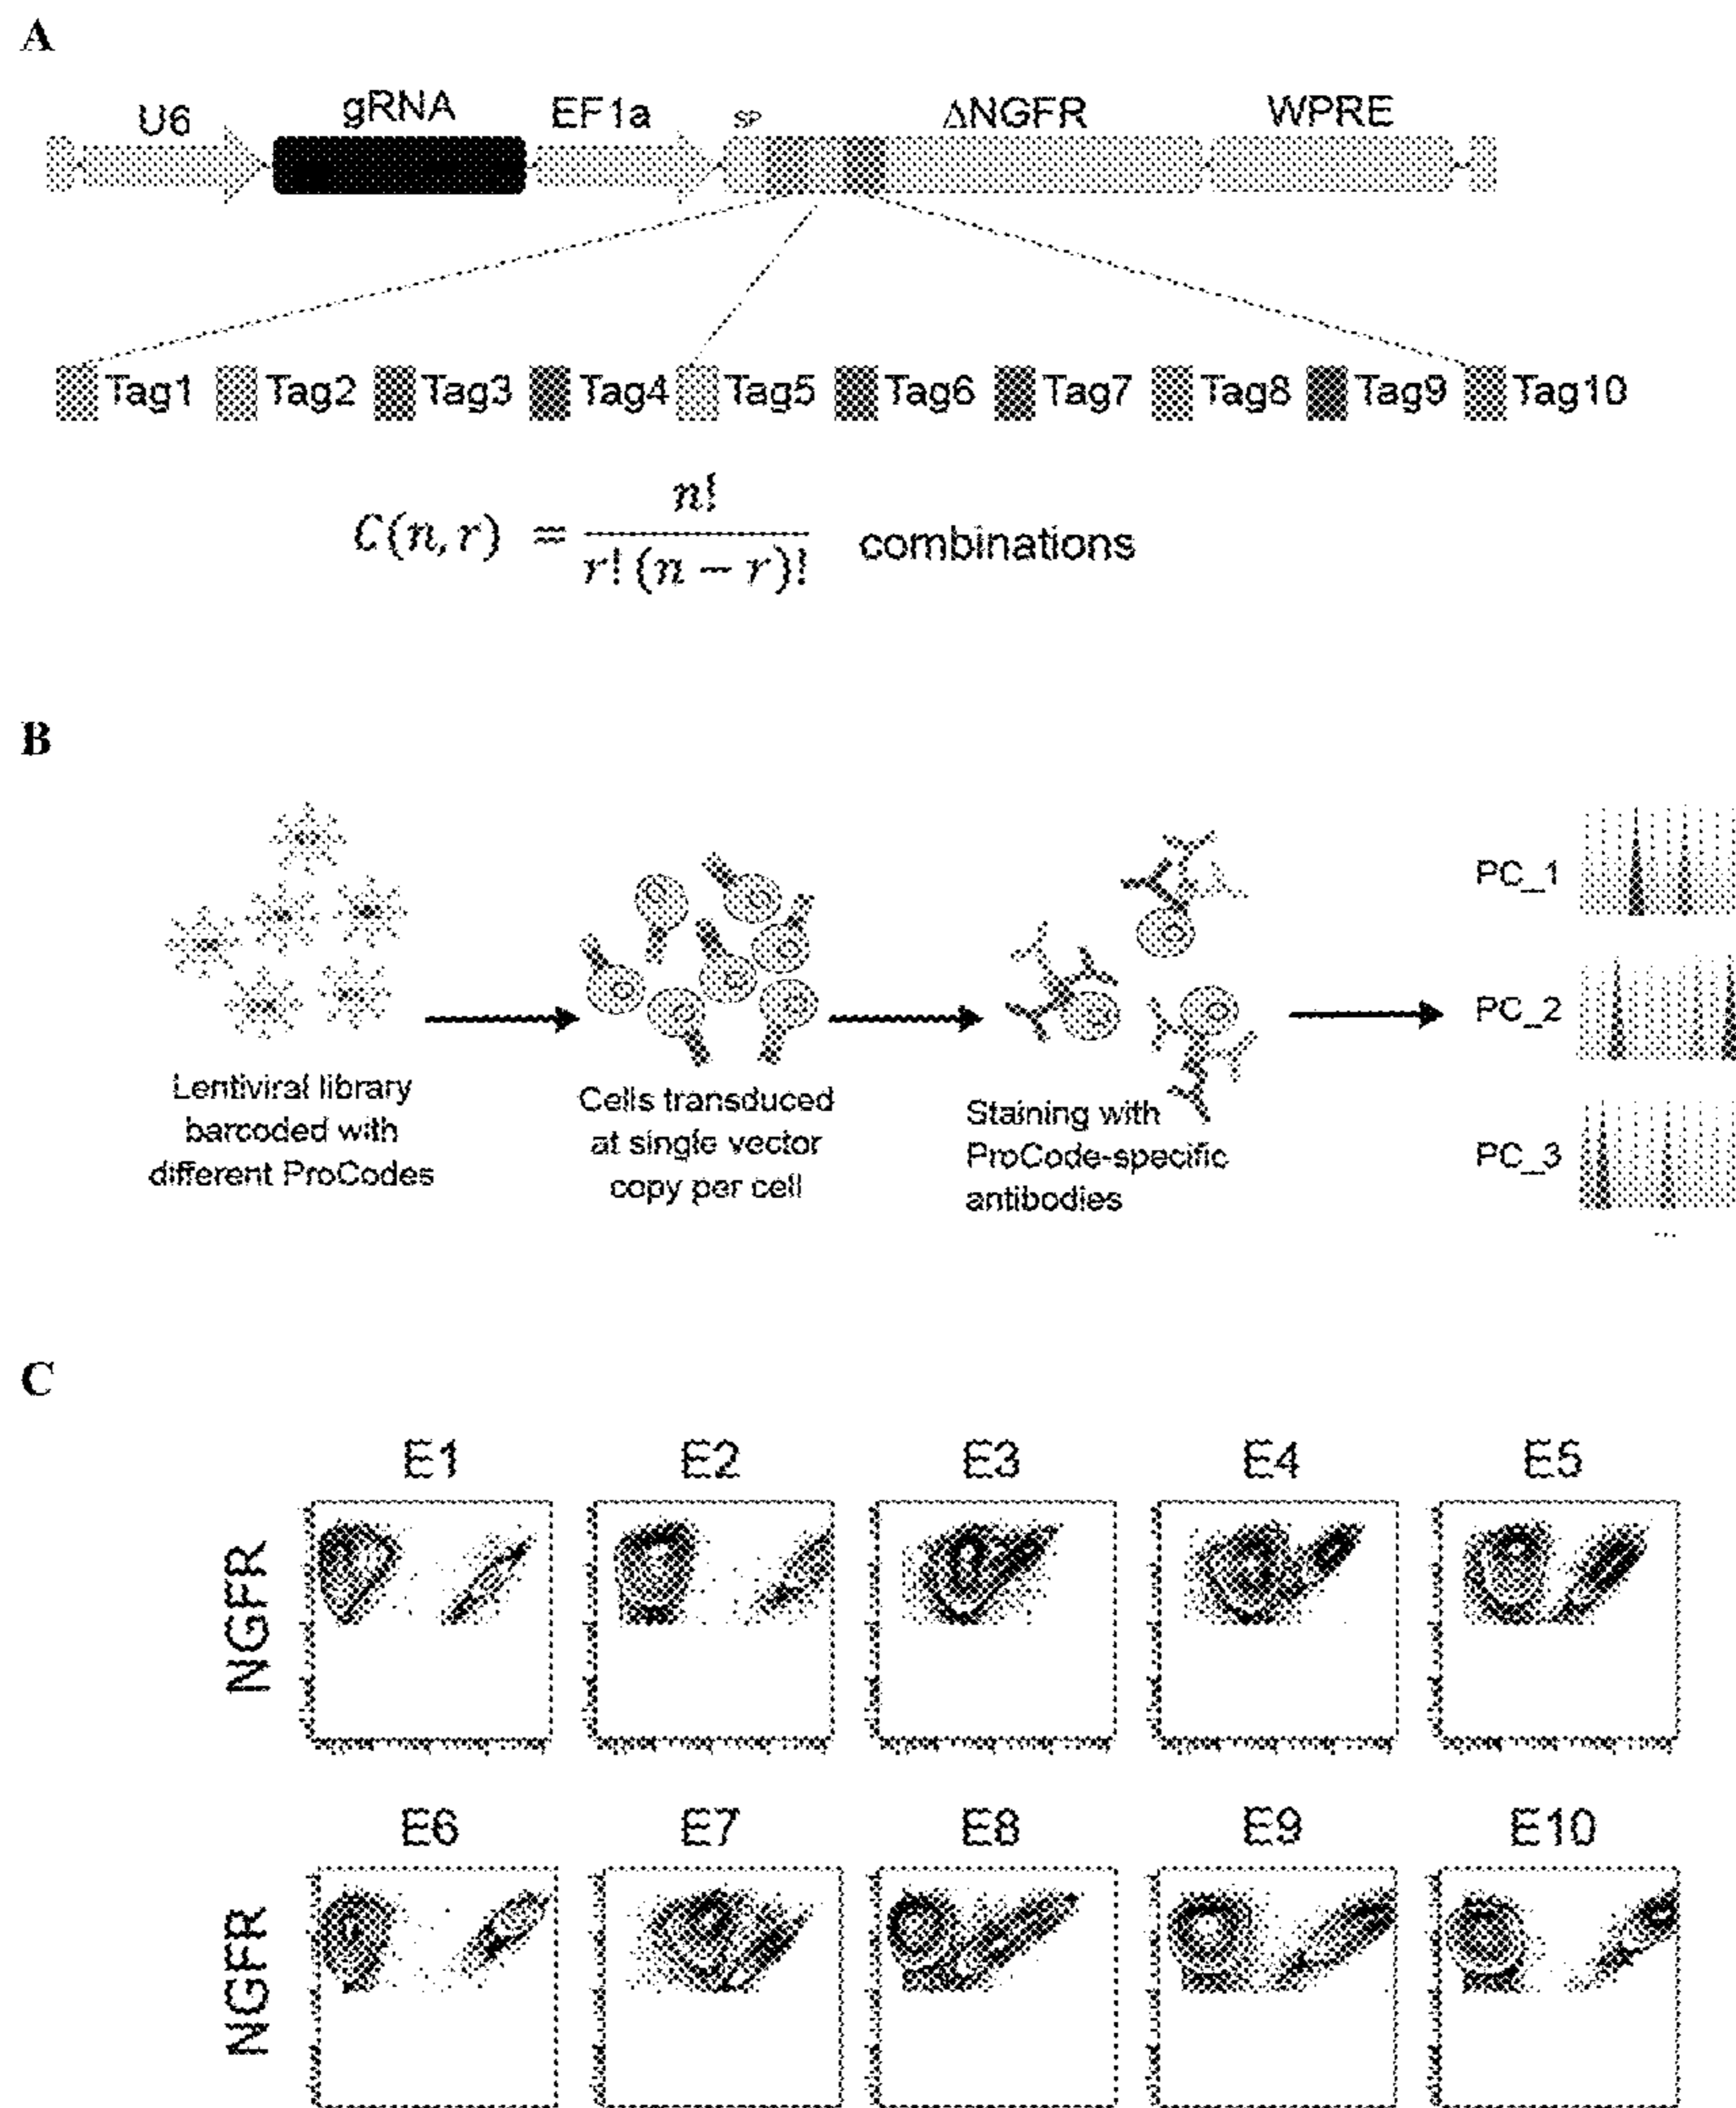 A
U6 gRNA EF1a SP ΔNGFR WPRE
Tag1 Tag2 Tag3 Tag4 Tag5 Tag6 Tag7 Tag8 Tag9 Tag10
C(n, r) = n! / r! (n − r)! combinations
B
Lentiviral library
barcoded with
different ProCodes
Cells transduced
at single vector
copy per cell
Staining with
ProCode-specific
antibodies
PC_1
PC_2
PC_3
...
C
E1 E2 E3 E4 E5
NGFR
E6 E7 E8 E9 E10
NGFR